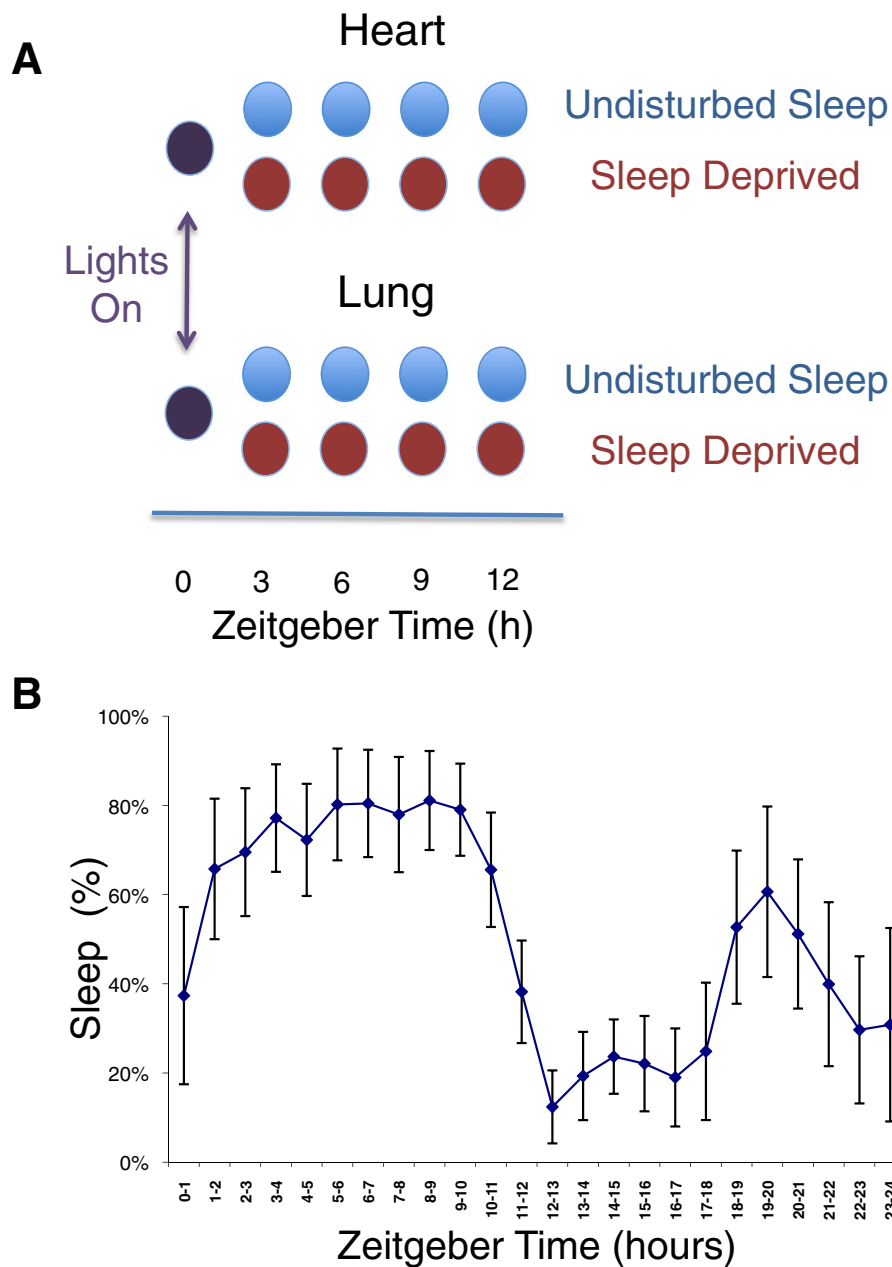 A
Heart
Undisturbed Sleep
Sleep Deprived
Lights
On
Lung
Undisturbed Sleep
Sleep Deprived
0 3 6 9 12
Zeitgeber Time (h)
B
Sleep (%)
100%
80%
60%
40%
20%
0%
0-1 1-2 2-3 3-4 4-5 5-6 6-7 7-8 8-9 9-10 10-11 11-12 12-13 13-14 14-15 15-16 16-17 17-18 18-19 19-20 20-21 21-22 22-23 23-24
Zeitgeber Time (hours)